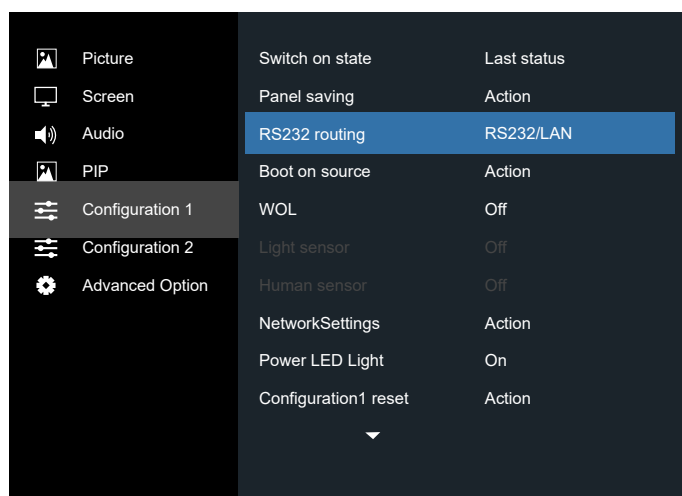 Picture
Screen
Audio
PIP
Configuration 1
Configuration 2
Advanced Option
Switch on state Last status
Panel saving Action
RS232 routing RS232/LAN
Boot on source Action
WOL Off
Light sensor Off
Human sensor Off
NetworkSettings Action
Power LED Light On
Configuration1 reset Action